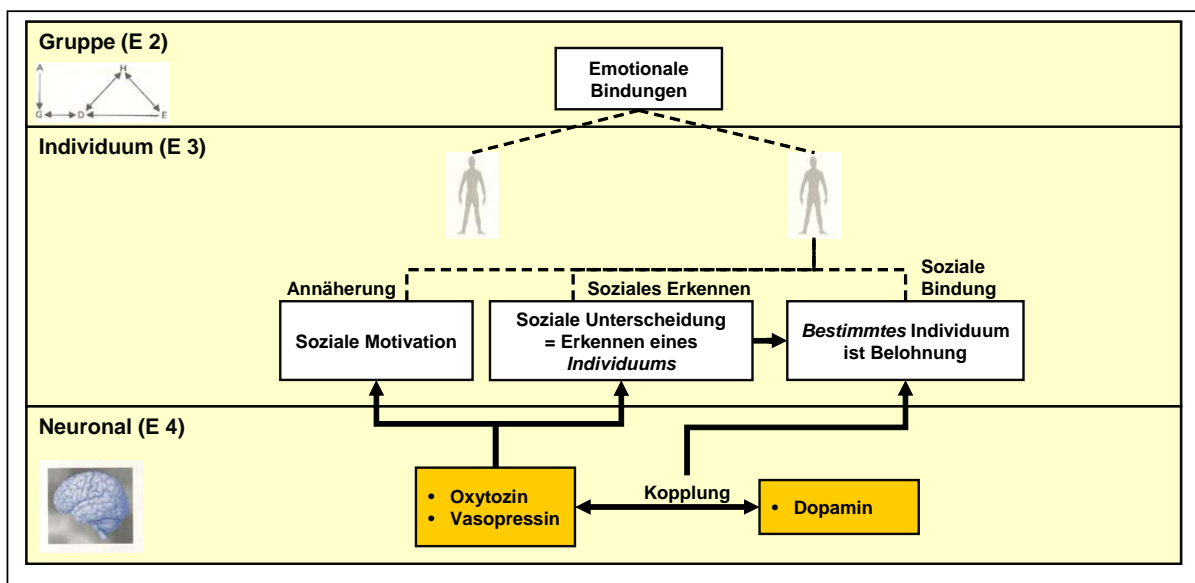 Gruppe (E 2)
A
H
G
D
E
Emotionale
Bindungen
Individuum (E 3)
Annäherung
Soziales Erkennen
Soziale
Bindung
Soziale Motivation
Soziale Unterscheidung
= Erkennen eines
Individuums
Bestimmtes Individuum
ist Belohnung
Neuronal (E 4)
• Oxytozin
• Vasopressin
Kopplung
• Dopamin